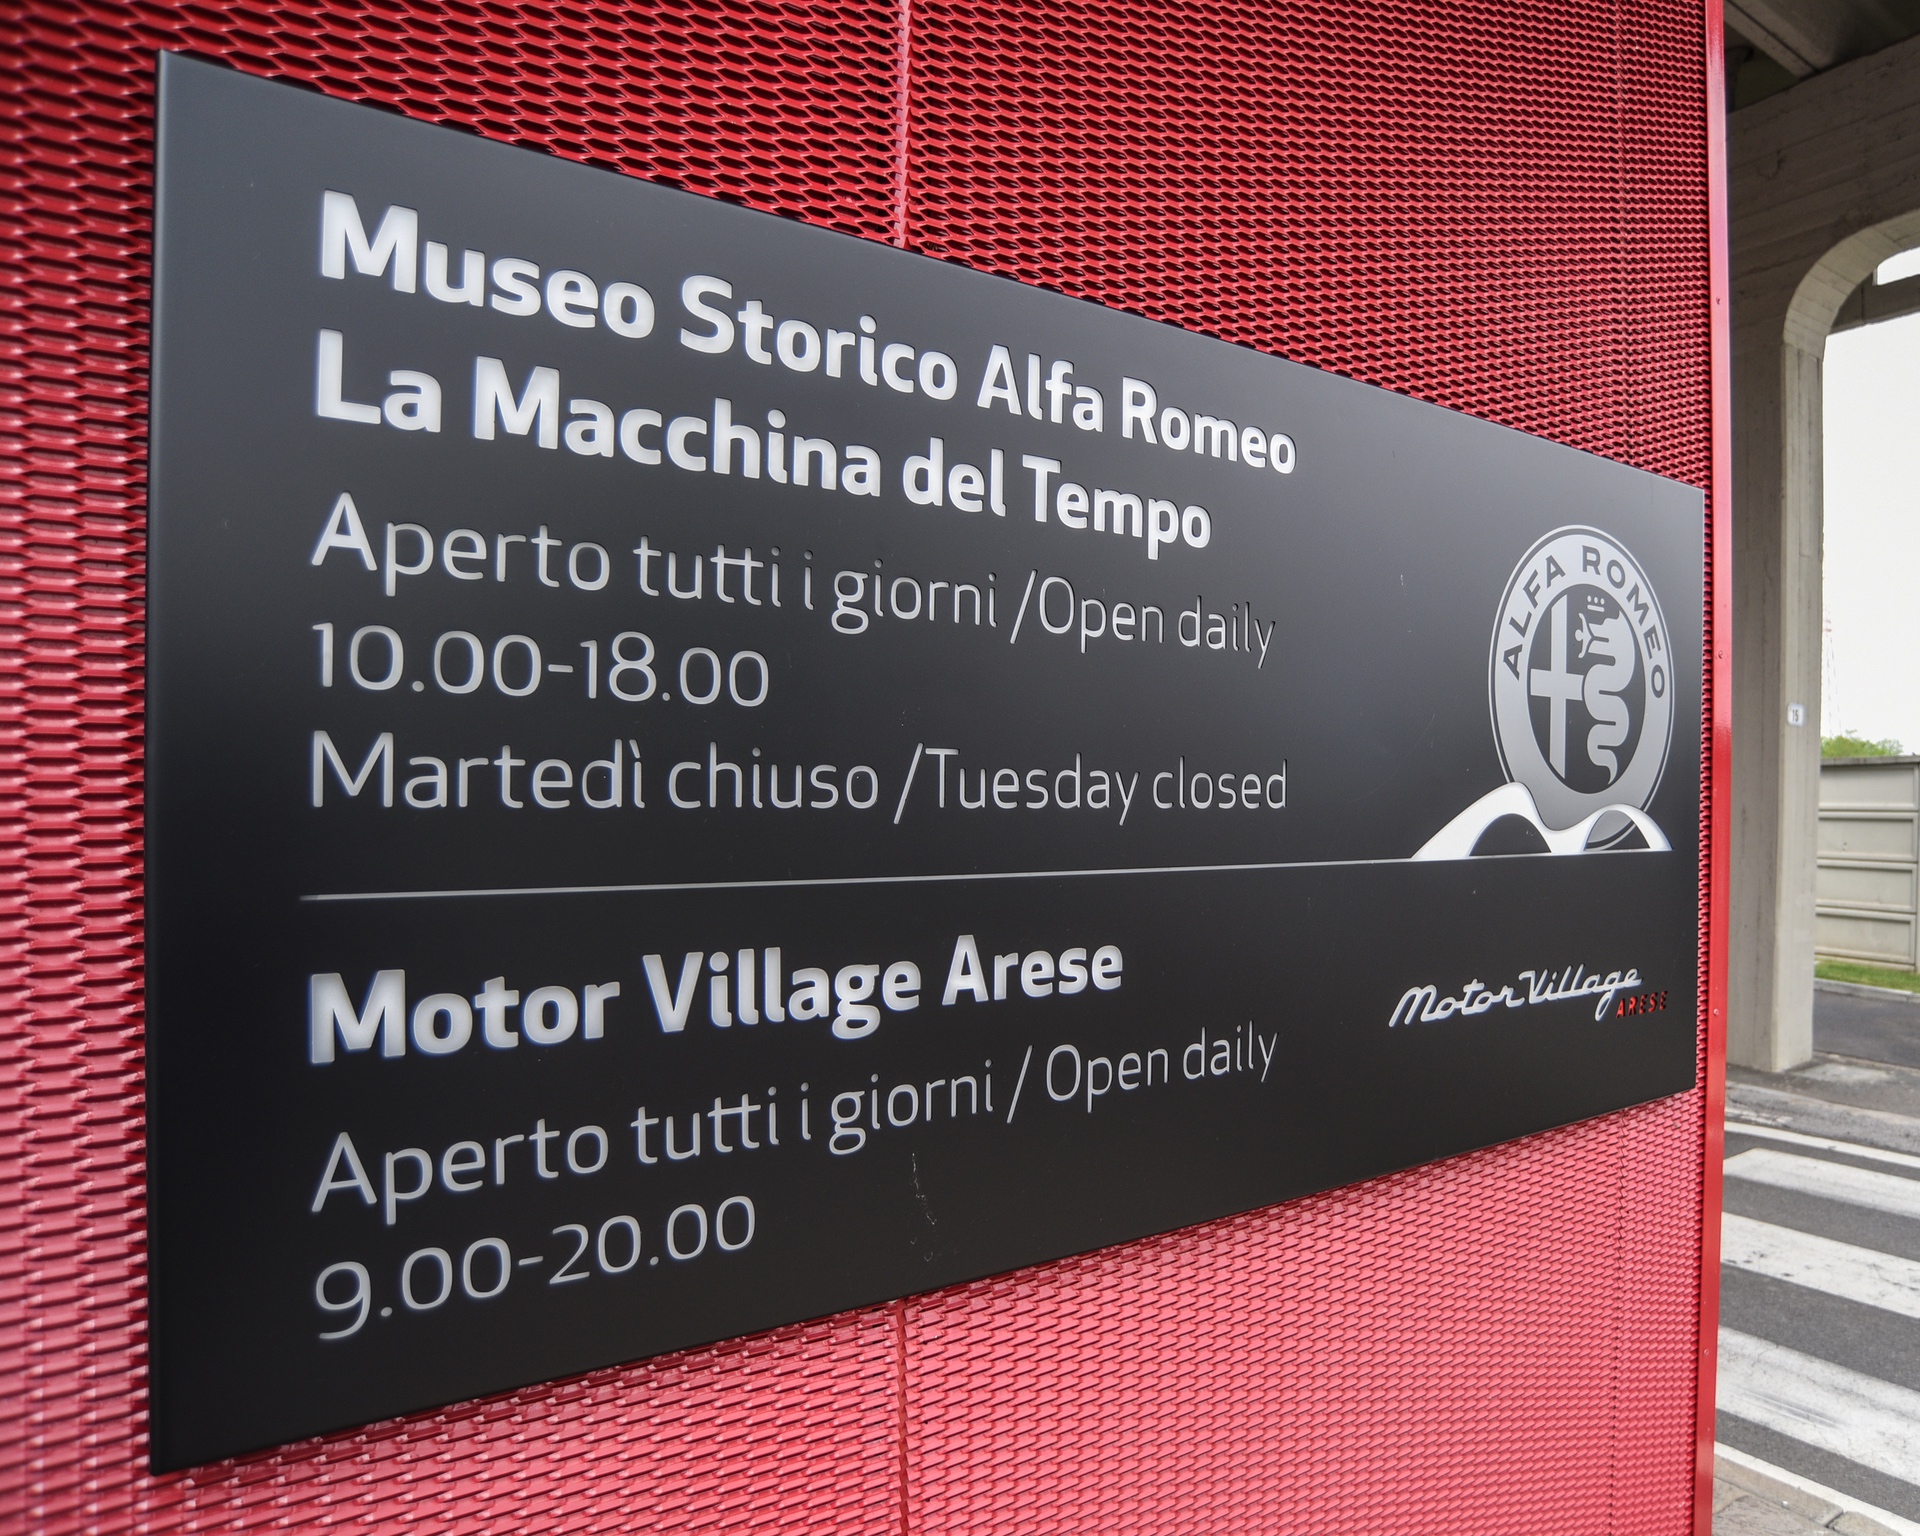 Museo Storico Alfa Romeo
La Macchina del Tempo
Aperto tutti i giorni /Open daily
10.00-18.00
Martedì chiuso /Tuesday closed
ALFA ROMEO
Motor Village Arese
Aperto tutti i giorni / Open daily
9.00-20.00
Motor Village
ARESE
15